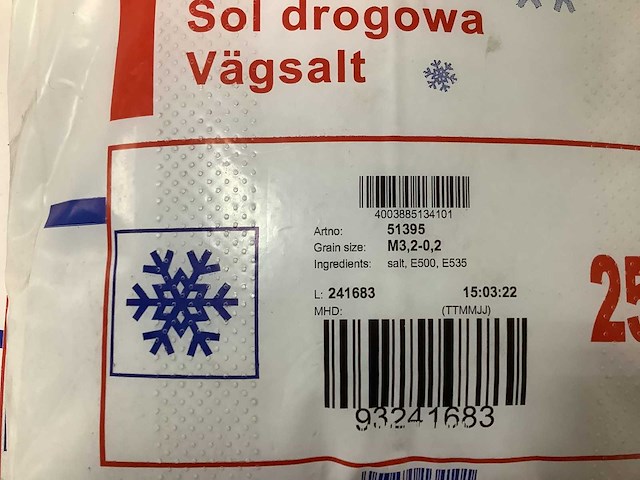 Sol drogowa
Vägsalt
4003885134101
Artno: 51395
Grain size: M3,2-0,2
Ingredients: salt, E500, E535
L: 241683 15:03:22
MHD: (TTMMJJ)
25
93241683